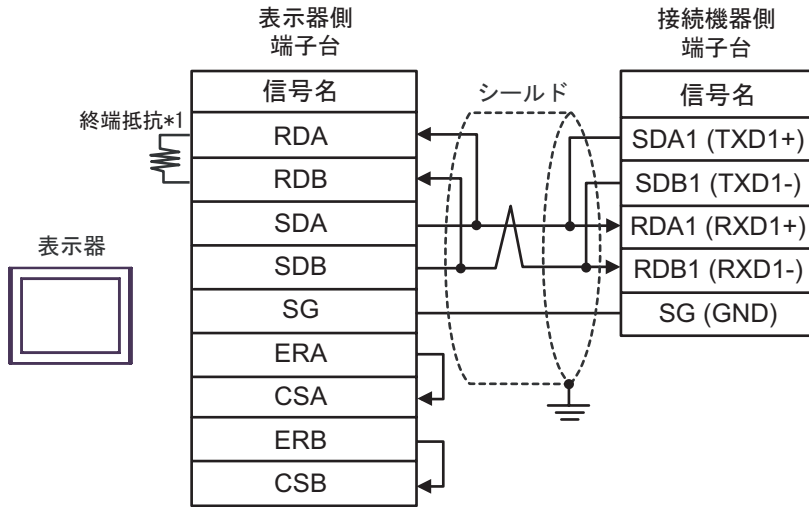 表示器側
端子台
接続機器側
端子台
信号名
シールド
信号名
終端抵抗*1
RDA
SDA1 (TXD1+)
RDB
SDB1 (TXD1-)
SDA
RDA1 (RXD1+)
表示器
SDB
RDB1 (RXD1-)
SG
SG (GND)
ERA
CSA
ERB
CSB